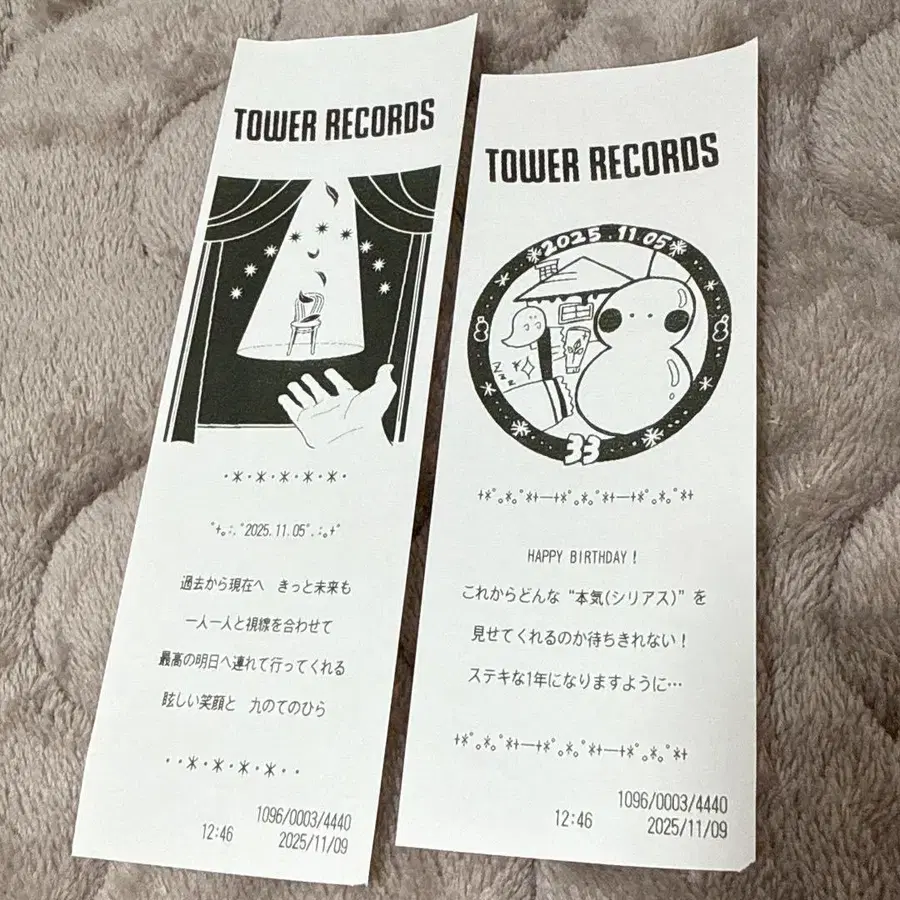 TOWER RECORDS
·*·*·*·*·*·
ﾟ+｡:.ﾟ2025.11.05ﾟ.:｡+ﾟ
過去から現在へ きっと未来も
一人一人と視線を合わせて
最高の明日へ連れて行ってくれる
眩しい笑顔と 九のてのひら
··*·*·*·*··
1096/0003/4440
12:46 2025/11/09
TOWER RECORDS
*2025.11.05*
zzz
33
+*ﾟ｡*｡ﾟ*+—+*ﾟ｡*｡ﾟ*+—+*ﾟ｡*｡ﾟ*+
HAPPY BIRTHDAY!
これからどんな “本気(シリアス)” を
見せてくれるのか待ちきれない!
ステキな1年になりますように…
+*ﾟ｡*｡ﾟ*+—+*ﾟ｡*｡ﾟ*+—+*ﾟ｡*｡ﾟ*+
1096/0003/4440
12:46 2025/11/09